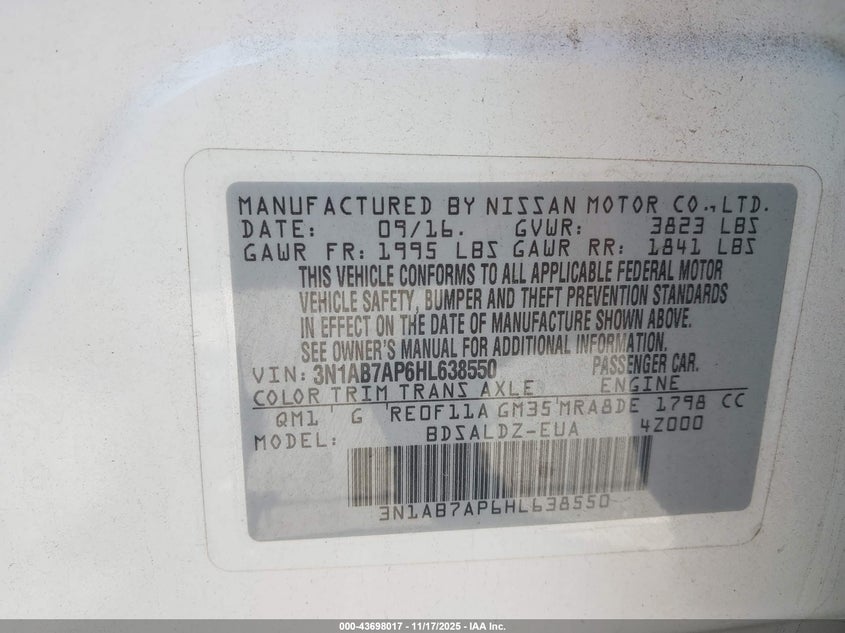 MANUFACTURED BY NISSAN MOTOR CO., LTD.
DATE: 09/16. GVWR: 3823 LBS
GAWR FR: 1995 LBS GAWR RR: 1841 LBS
THIS VEHICLE CONFORMS TO ALL APPLICABLE FEDERAL MOTOR
VEHICLE SAFETY, BUMPER AND THEFT PREVENTION STANDARDS
IN EFFECT ON THE DATE OF MANUFACTURE SHOWN ABOVE.
SEE OWNER'S MANUAL FOR ADDITIONAL INFORMATION.
VIN: 3N1AB7AP6HL638550 PASSENGER CAR.
COLOR TRIM TRANS AXLE ENGINE
QM1 G RE0F11A GM35 MRA8DE 1798 CC
MODEL: BDSALDZ-EUA 4Z000
3N1AB7AP6HL638550
000-43698017 - 11/17/2025 - IAA Inc.